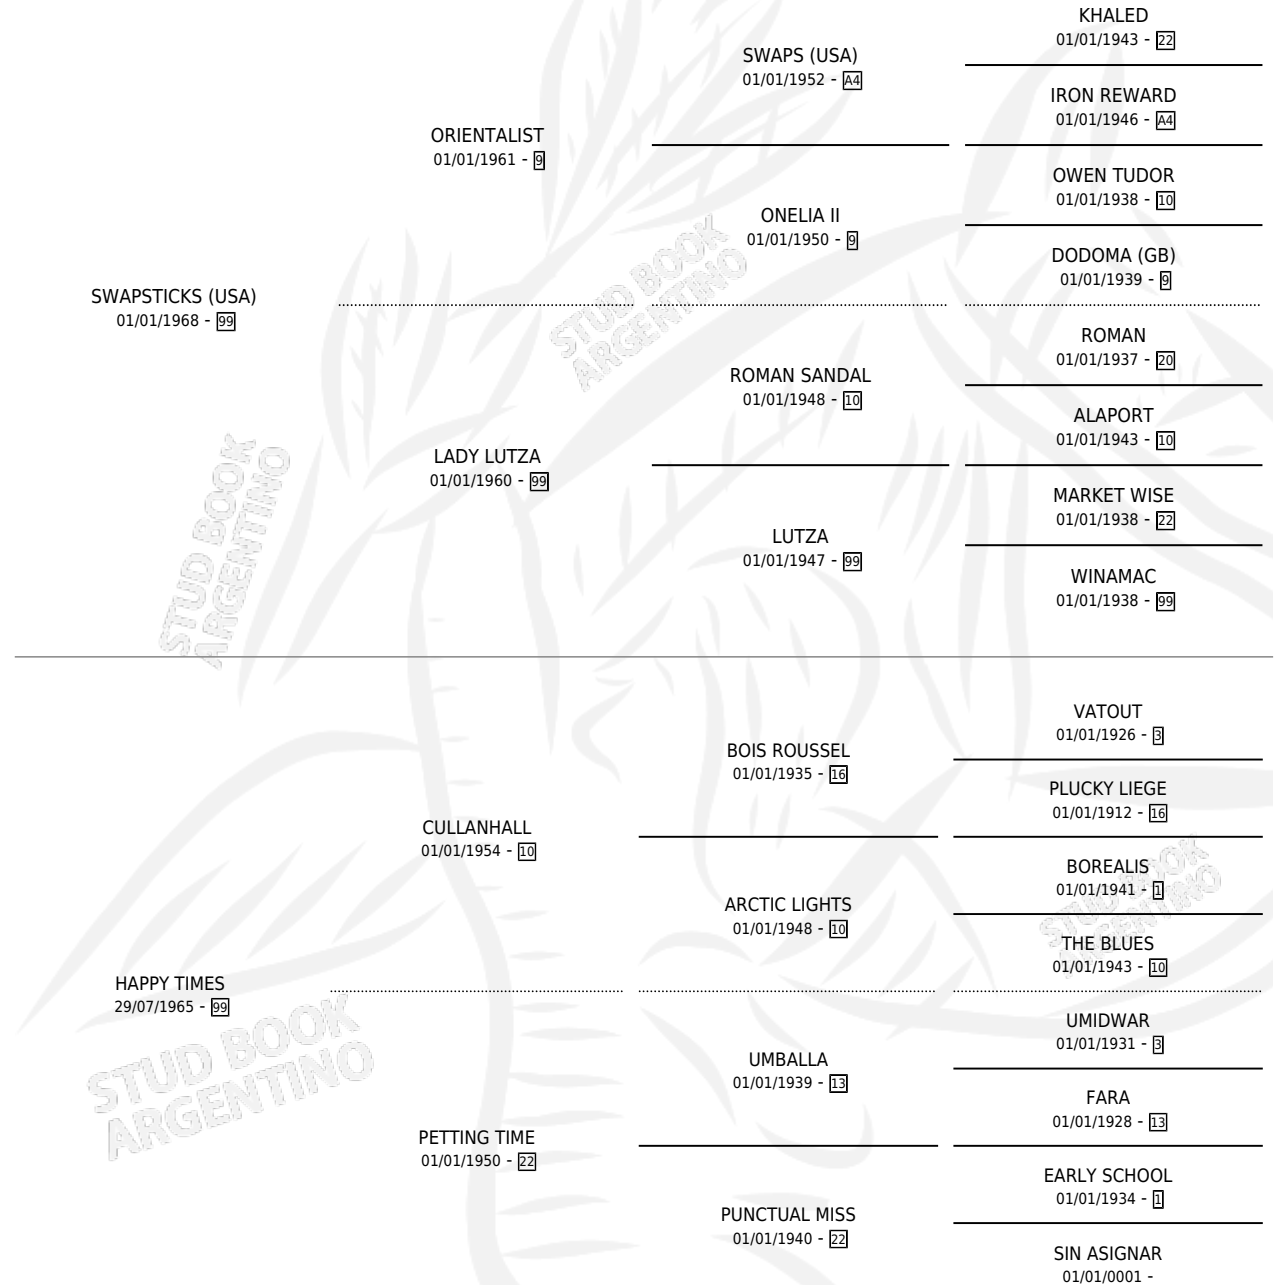 KHALED
01/01/1943 - 22
SWAPS (USA)
01/01/1952 - A4
IRON REWARD
01/01/1946 - A4
ORIENTALIST
01/01/1961 - 9
OWEN TUDOR
01/01/1938 - 10
ONELIA II
01/01/1950 - 9
DODOMA (GB)
01/01/1939 - 9
SWAPSTICKS (USA)
01/01/1968 - 99
ROMAN
01/01/1937 - 20
ROMAN SANDAL
01/01/1948 - 10
ALAPORT
01/01/1943 - 10
LADY LUTZA
01/01/1960 - 99
MARKET WISE
01/01/1938 - 22
LUTZA
01/01/1947 - 99
WINAMAC
01/01/1938 - 99
STUD BOOK
ARGENTINO
STUD BOOK
ARGENTINO
VATOUT
01/01/1926 - 3
BOIS ROUSSEL
01/01/1935 - 16
PLUCKY LIEGE
01/01/1912 - 16
CULLANHALL
01/01/1954 - 10
BOREALIS
01/01/1941 - 1
ARCTIC LIGHTS
01/01/1948 - 10
THE BLUES
01/01/1943 - 10
HAPPY TIMES
29/07/1965 - 99
UMIDWAR
01/01/1931 - 3
UMBALLA
01/01/1939 - 13
FARA
01/01/1928 - 13
PETTING TIME
01/01/1950 - 22
EARLY SCHOOL
01/01/1934 - 1
PUNCTUAL MISS
01/01/1940 - 22
SIN ASIGNAR
01/01/0001 -
STUD BOOK
ARGENTINO
STUD BOOK
ARGENTINO